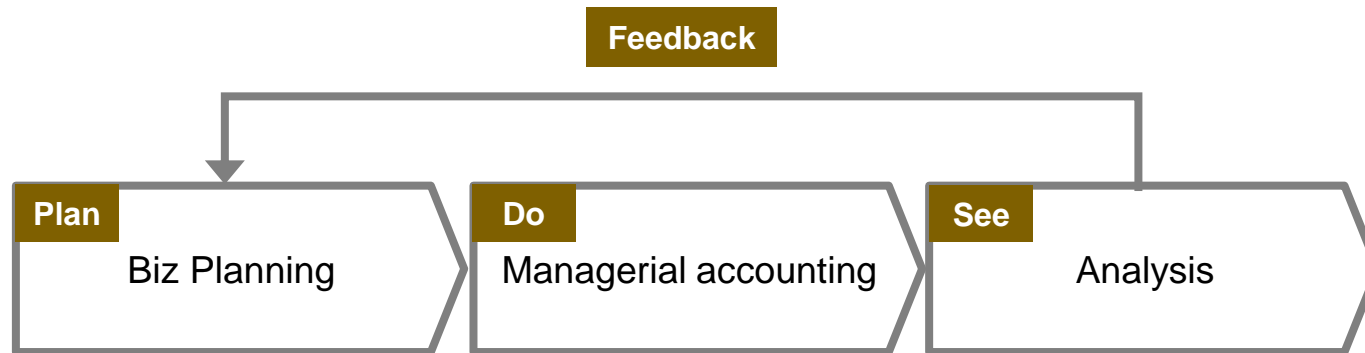 Feedback
Plan
Biz Planning
Do
Managerial accounting
See
Analysis